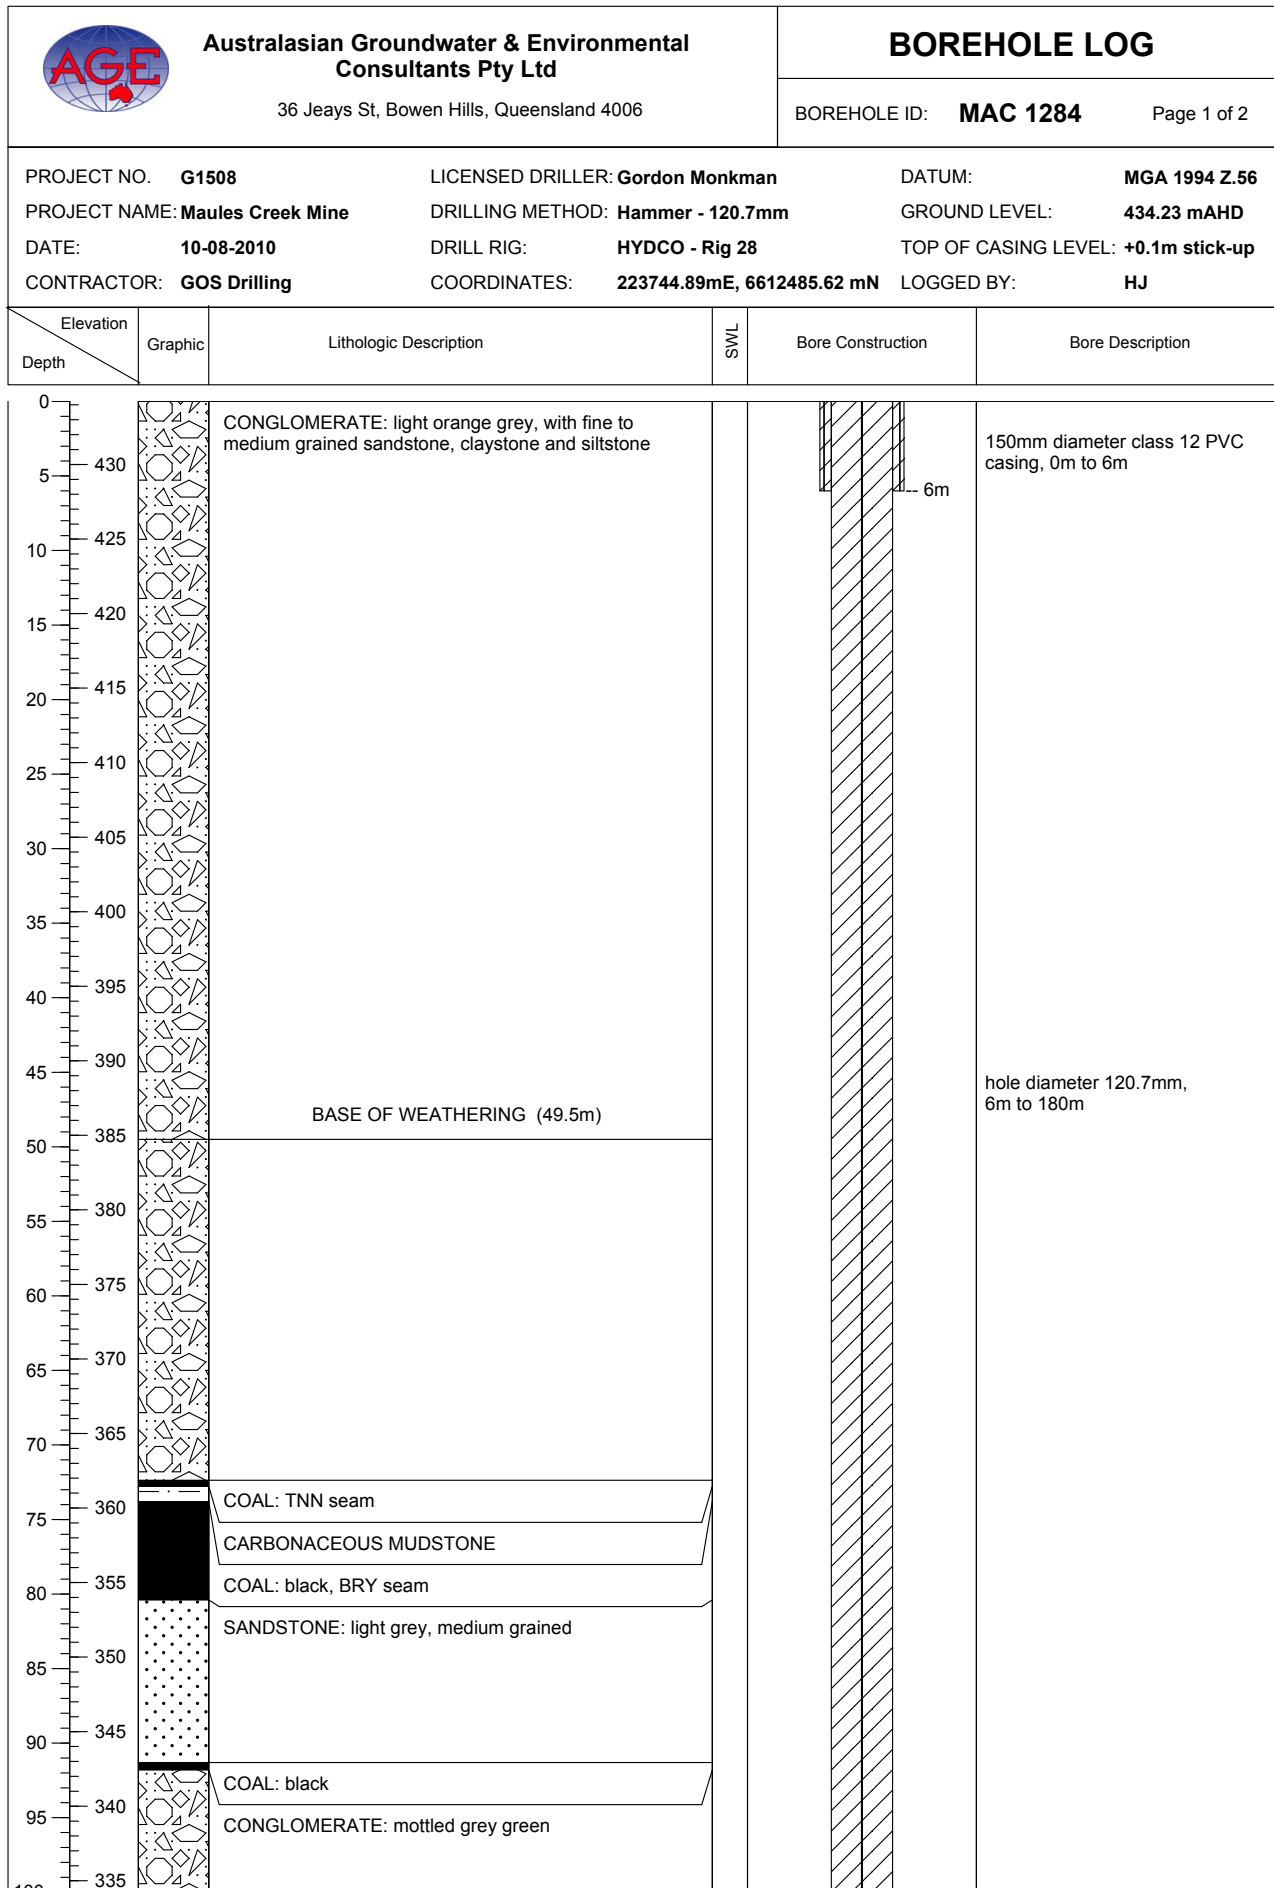 AGE
Australasian Groundwater & Environmental
Consultants Pty Ltd
36 Jeays St, Bowen Hills, Queensland 4006
BOREHOLE LOG
BOREHOLE ID: MAC 1284 Page 1 of 2
PROJECT NO. G1508 LICENSED DRILLER: Gordon Monkman DATUM: MGA 1994 Z.56
PROJECT NAME: Maules Creek Mine DRILLING METHOD: Hammer - 120.7mm GROUND LEVEL: 434.23 mAHD
DATE: 10-08-2010 DRILL RIG: HYDCO - Rig 28 TOP OF CASING LEVEL: +0.1m stick-up
CONTRACTOR: GOS Drilling COORDINATES: 223744.89mE, 6612485.62 mN LOGGED BY: HJ
Elevation
Depth
Graphic
Lithologic Description
SWL
Bore Construction
Bore Description
0
CONGLOMERATE: light orange grey, with fine to
medium grained sandstone, claystone and siltstone
150mm diameter class 12 PVC
casing, 0m to 6m
430
5
-- 6m
425
10
420
15
415
20
410
25
405
30
400
35
395
40
390
45
hole diameter 120.7mm,
6m to 180m
BASE OF WEATHERING (49.5m)
385
50
380
55
375
60
370
65
365
70
COAL: TNN seam
360
75
CARBONACEOUS MUDSTONE
355
COAL: black, BRY seam
80
SANDSTONE: light grey, medium grained
350
85
345
90
COAL: black
340
95
CONGLOMERATE: mottled grey green
335